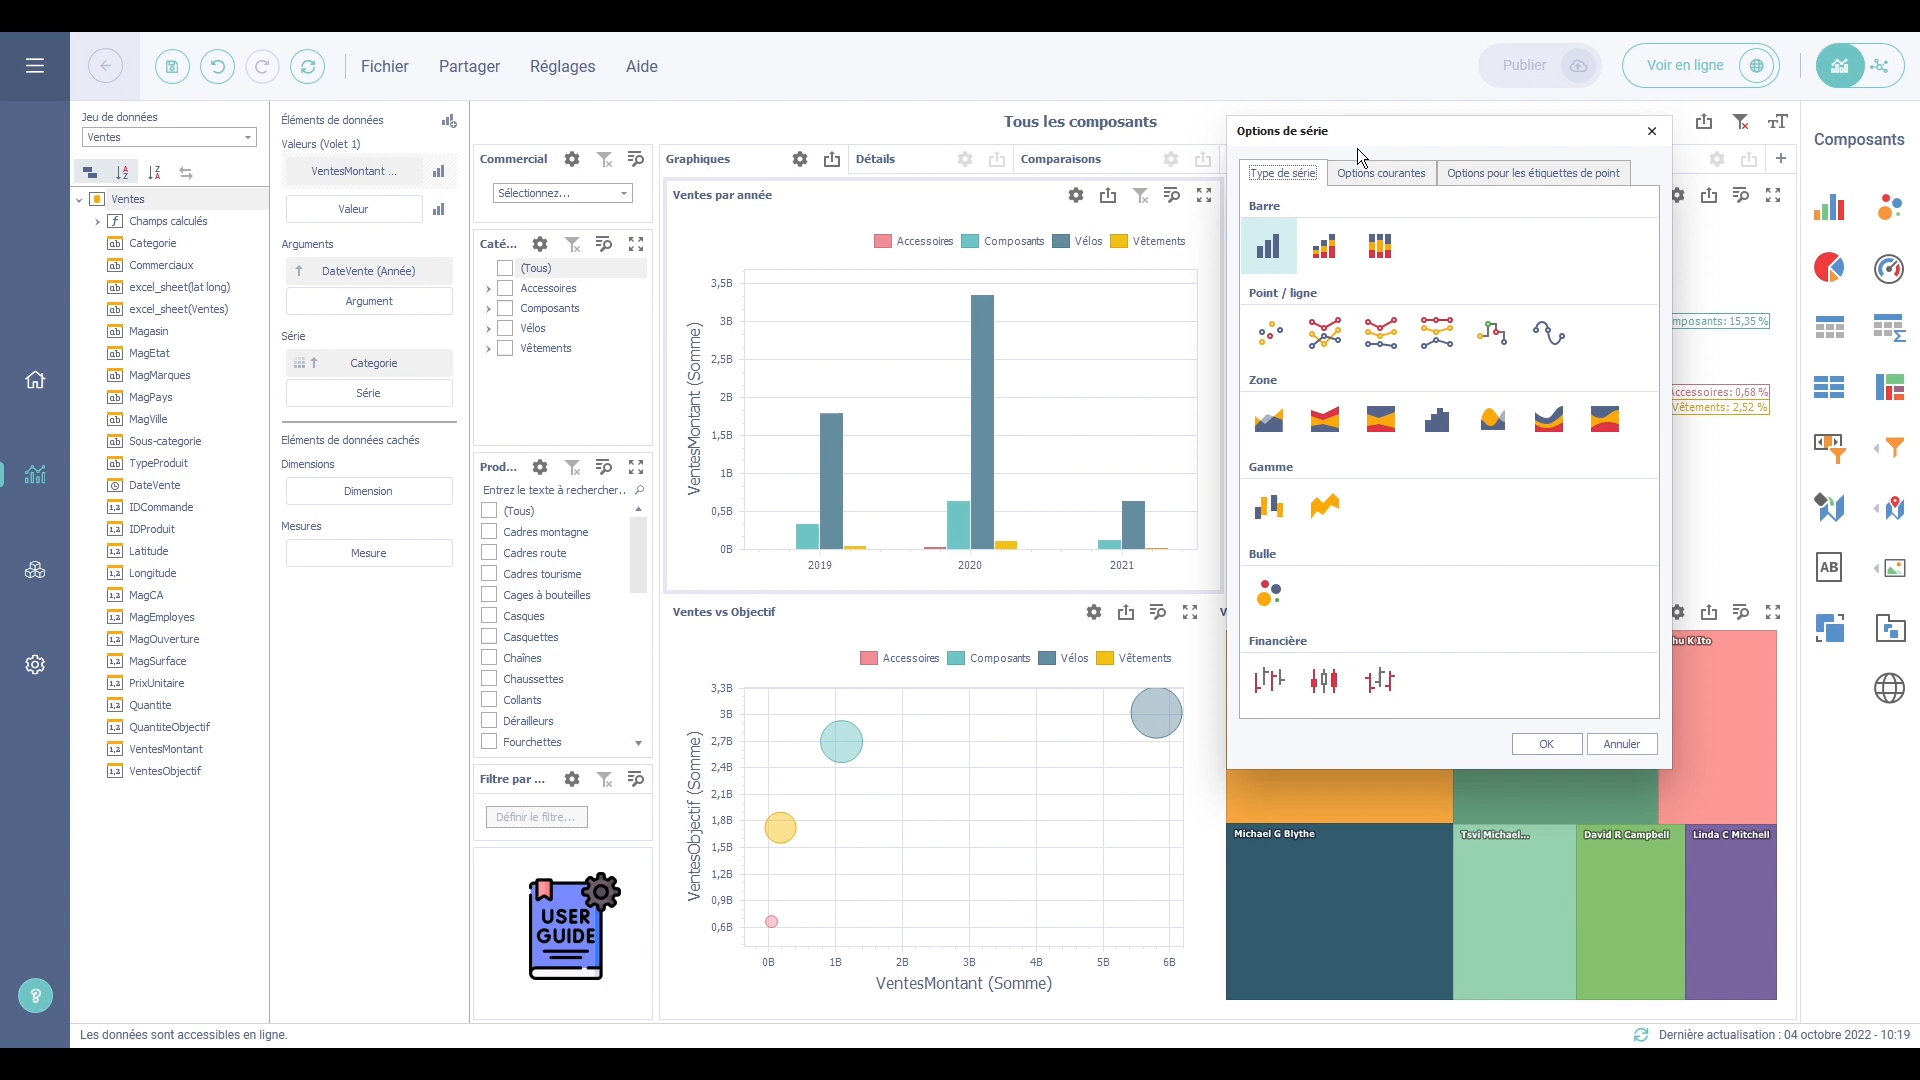 Fichier
Partager
Réglages
Aide
Publier
Voir en ligne
Jeu de données
Ventes
Ventes
Champs calculés
Categorie
Commerciaux
excel_sheet(lat long)
excel_sheet(Ventes)
Magasin
MagEtat
MagMarques
MagPays
MagVille
Sous-categorie
TypeProduit
DateVente
IDCommande
IDProduit
Latitude
Longitude
MagCA
MagEmployes
MagOuverture
MagSurface
PrixUnitaire
Quantite
QuantiteObjectif
VentesMontant
VentesObjectif
Éléments de données
Valeurs (Volet 1)
VentesMontant ...
Valeur
Arguments
DateVente (Année)
Argument
Série
Categorie
Série
Eléments de données cachés
Dimensions
Dimension
Mesures
Mesure
Tous les composants
Commercial
Sélectionnez...
Caté...
(Tous)
Accessoires
Composants
Vélos
Vêtements
Prod...
Entrez le texte à rechercher..
(Tous)
Cadres montagne
Cadres route
Cadres tourisme
Cages à bouteilles
Casques
Casquettes
Chaînes
Chaussettes
Collants
Dérailleurs
Fourchettes
Filtre par ...
Définir le filtre...
USER
GUIDE
Graphiques
Détails
Comparaisons
Ventes par année
Accessoires Composants Vélos Vêtements
VentesMontant (Somme)
3,5B
3B
2,5B
2B
1,5B
1B
0,5B
0B
2019 2020 2021
Ventes vs Objectif
Accessoires Composants Vélos Vêtements
VentesObjectif (Somme)
3,3B
3B
2,7B
2,4B
2,1B
1,8B
1,5B
1,2B
0,9B
0,6B
0B 1B 2B 3B 4B 5B 6B
VentesMontant (Somme)
Options de série
Type de série
Options courantes
Options pour les étiquettes de point
Barre
Point / ligne
Zone
Gamme
Bulle
Financière
OK
Annuler
mposants: 15,35 %
ccessoires: 0,68 %
Vêtements: 2,52 %
V
hu K Ito
Michael G Blythe
Tsvi Michael...
David R Campbell
Linda C Mitchell
Composants
AB
Les données sont accessibles en ligne.
Dernière actualisation : 04 octobre 2022 - 10:19